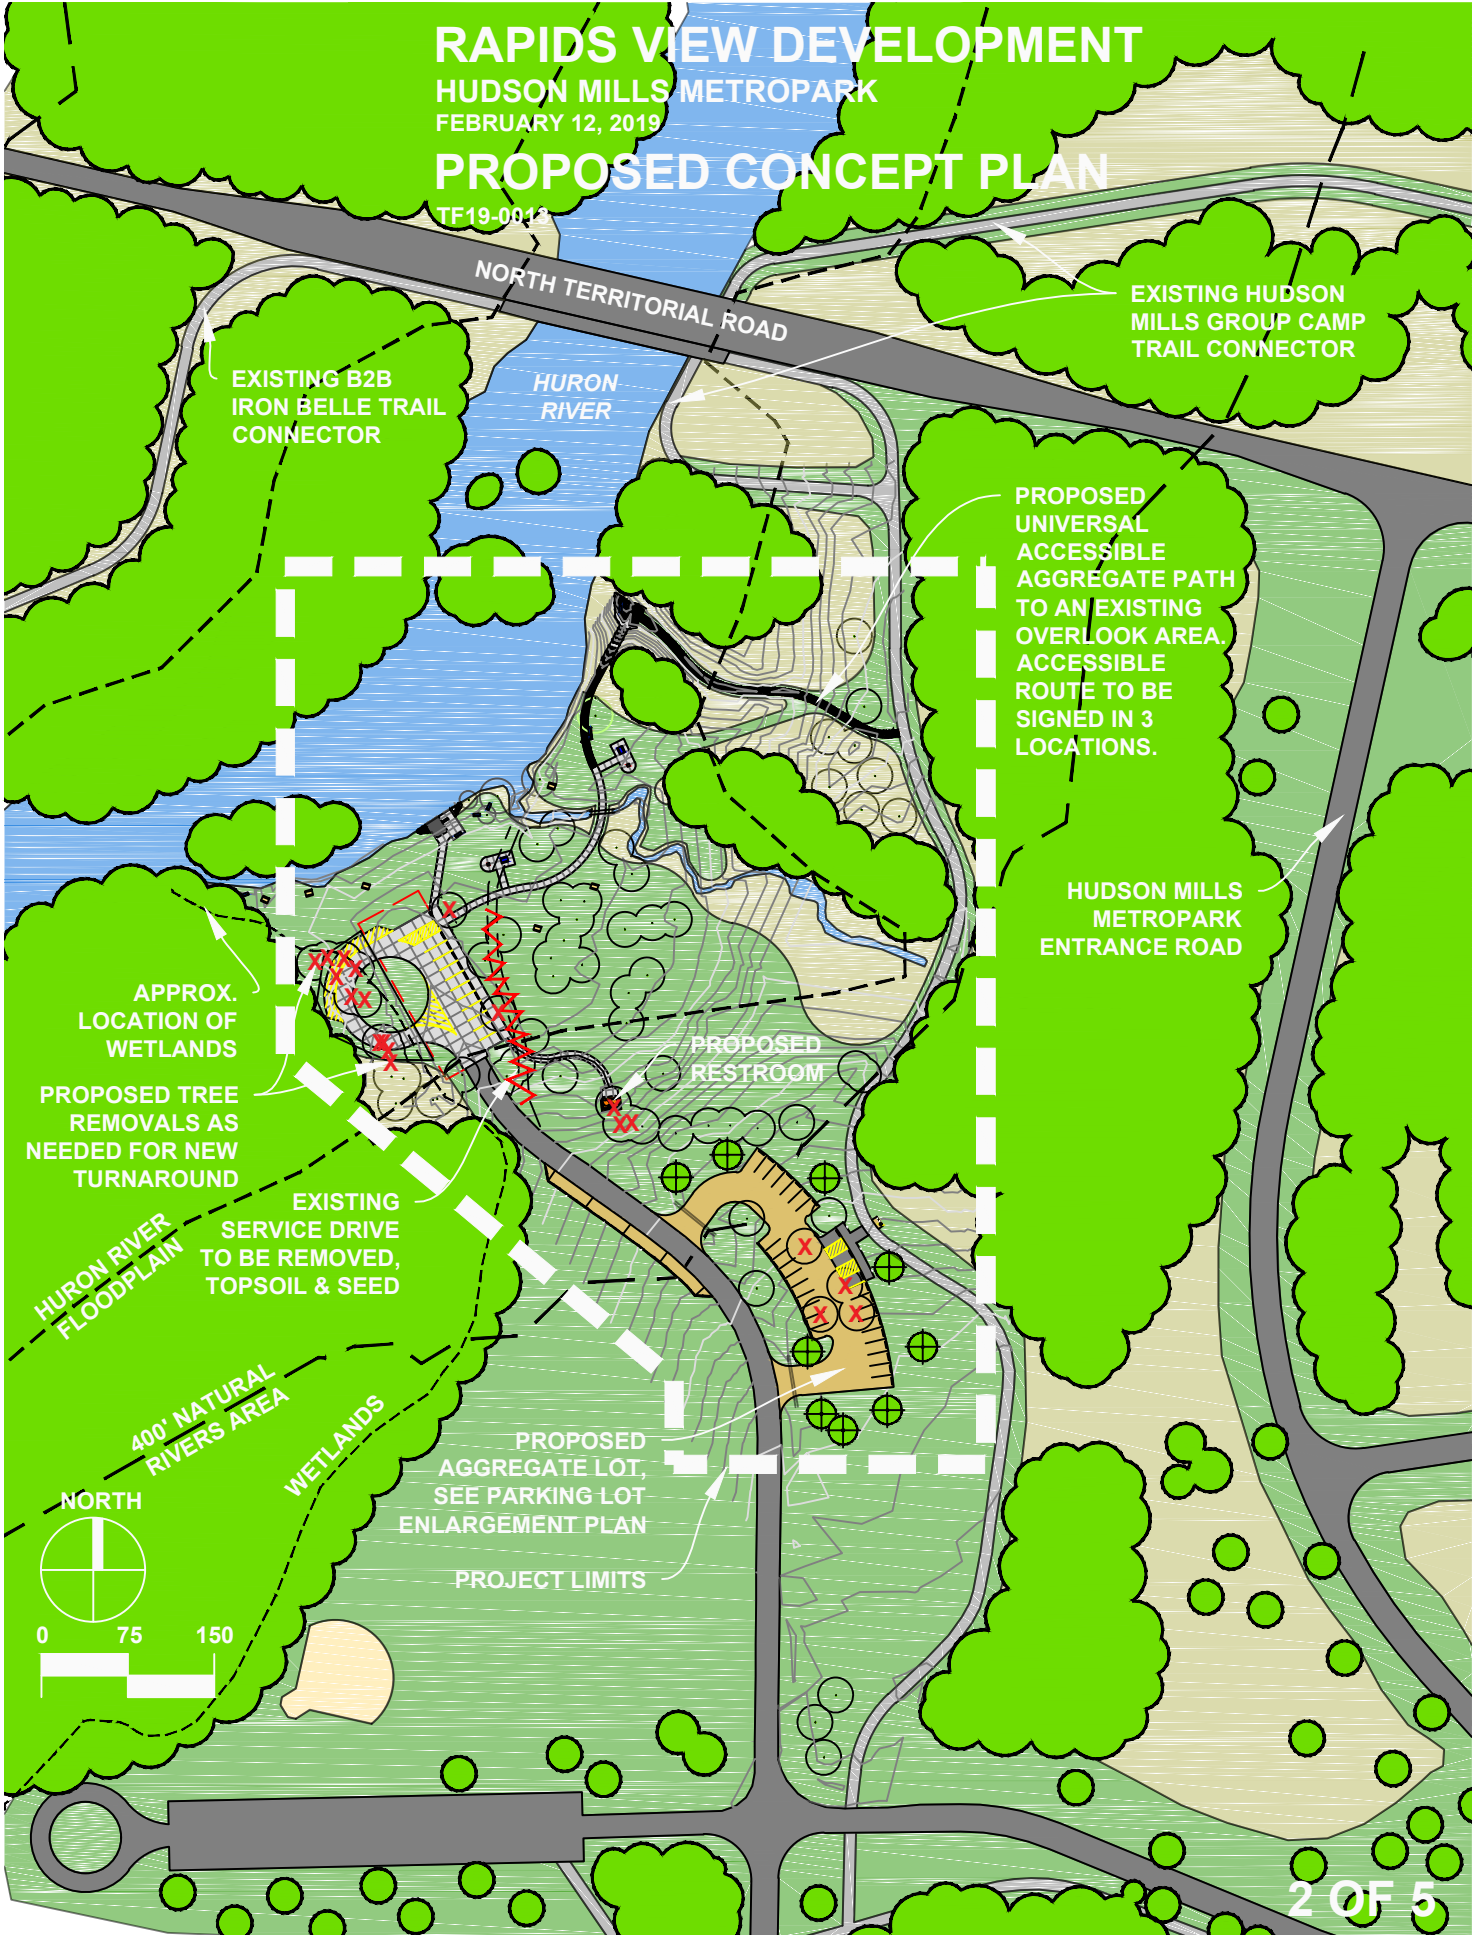 RAPIDS VIEW DEVELOPMENT
HUDSON MILLS METROPARK
FEBRUARY 12, 2019
PROPOSED CONCEPT PLAN
TF19-0013
NORTH TERRITORIAL ROAD
EXISTING HUDSON
MILLS GROUP CAMP
TRAIL CONNECTOR
EXISTING B2B
IRON BELLE TRAIL
CONNECTOR
HURON
RIVER
PROPOSED
UNIVERSAL
ACCESSIBLE
AGGREGATE PATH
TO AN EXISTING
OVERLOOK AREA.
ACCESSIBLE
ROUTE TO BE
SIGNED IN 3
LOCATIONS.
HUDSON MILLS
METROPARK
ENTRANCE ROAD
APPROX.
LOCATION OF
WETLANDS
PROPOSED
RESTROOM
PROPOSED TREE
REMOVALS AS
NEEDED FOR NEW
TURNAROUND
EXISTING
SERVICE DRIVE
TO BE REMOVED,
TOPSOIL & SEED
HURON RIVER
FLOODPLAIN
400' NATURAL
RIVERS AREA
WETLANDS
PROPOSED
AGGREGATE LOT,
SEE PARKING LOT
ENLARGEMENT PLAN
PROJECT LIMITS
NORTH
0 75 150
2 OF 5